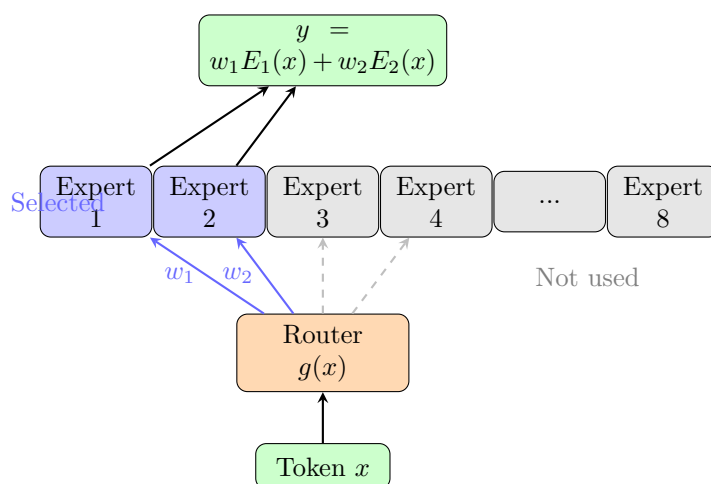 y =
w₁E₁(x) + w₂E₂(x)
Selected
Expert
1
Expert
2
Expert
3
Expert
4
...
Expert
8
w₁
w₂
Not used
Router
g(x)
Token x